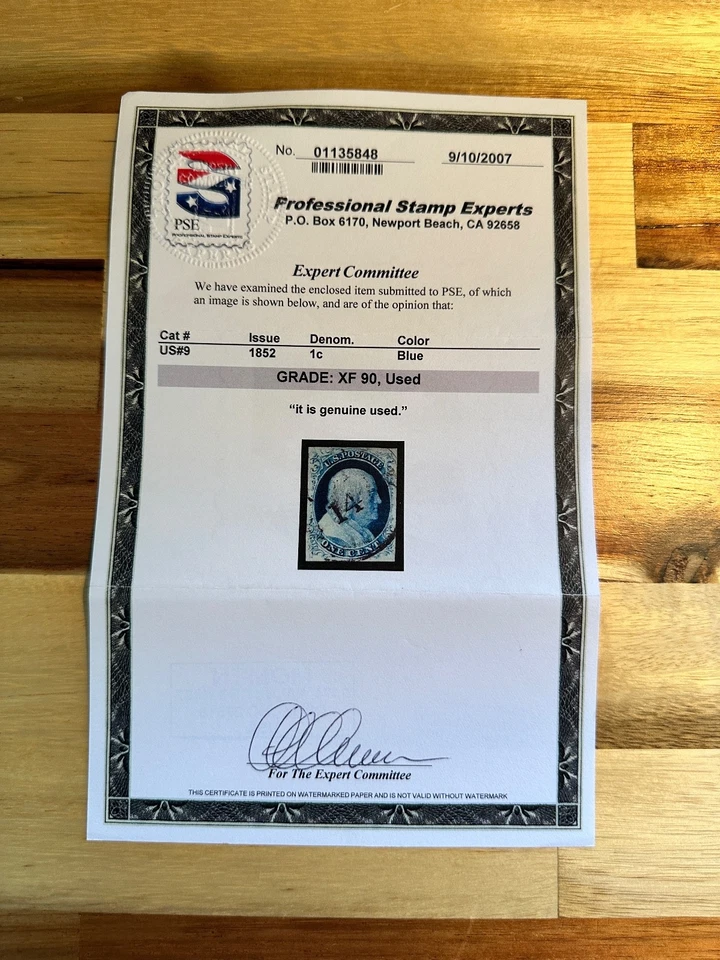 No. 01135848
9/10/2007
PSE
PROFESSIONAL STAMP EXPERTS
Professional Stamp Experts
P.O. Box 6170, Newport Beach, CA 92658
Expert Committee
We have examined the enclosed item submitted to PSE, of which
an image is shown below, and are of the opinion that:
Cat # Issue Denom. Color
US#9 1852 1c Blue
GRADE: XF 90, Used
“it is genuine used.”
U.S. POSTAGE
14
ONE CENT
For The Expert Committee
THIS CERTIFICATE IS PRINTED ON WATERMARKED PAPER AND IS NOT VALID WITHOUT WATERMARK